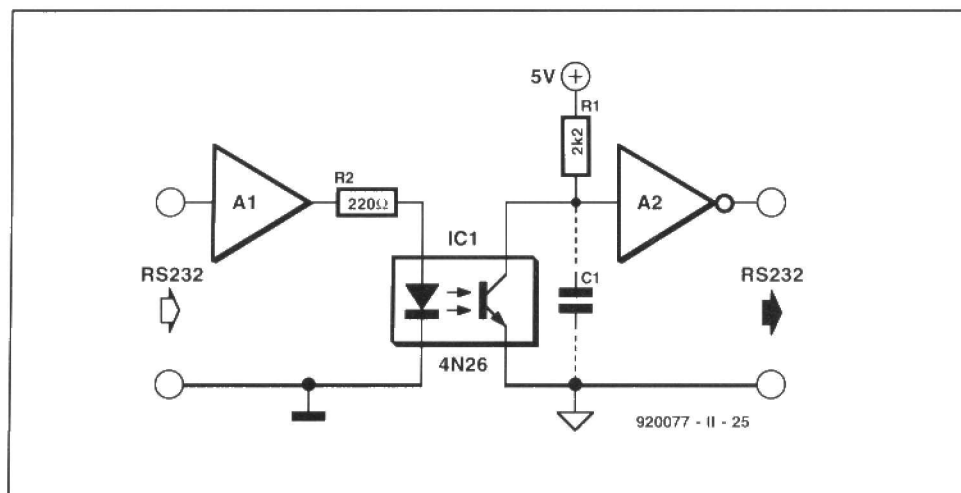 5V
R1
2k2
A1
R2
220Ω
A2
IC1
RS232
C1
RS232
4N26
920077 - II - 25